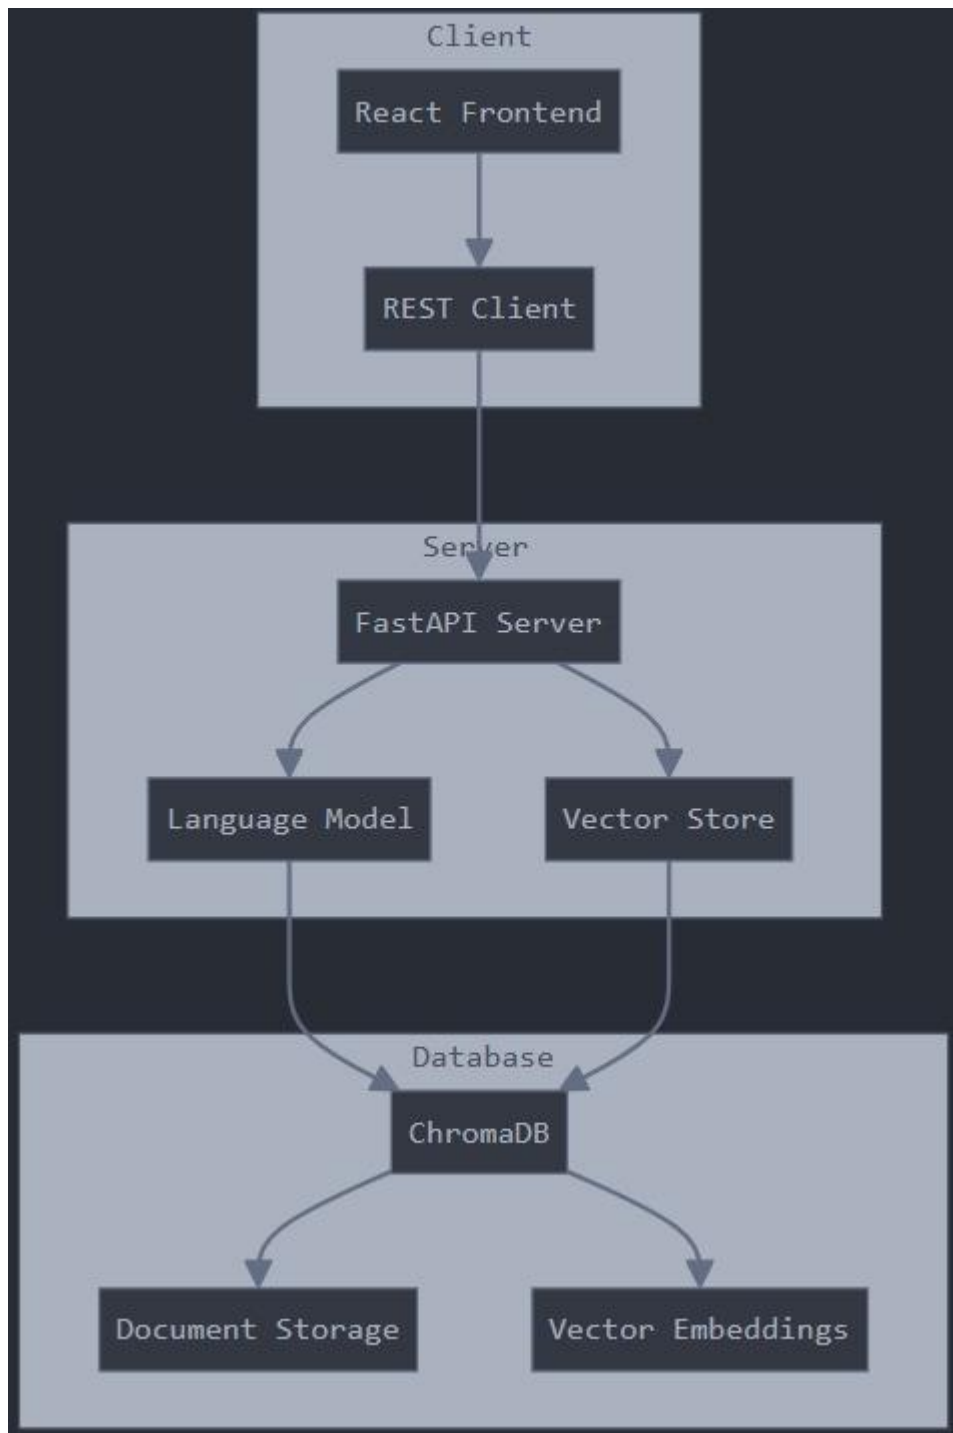 Client
React Frontend
REST Client
Server
FastAPI Server
Language Model
Vector Store
Database
ChromaDB
Document Storage
Vector Embeddings